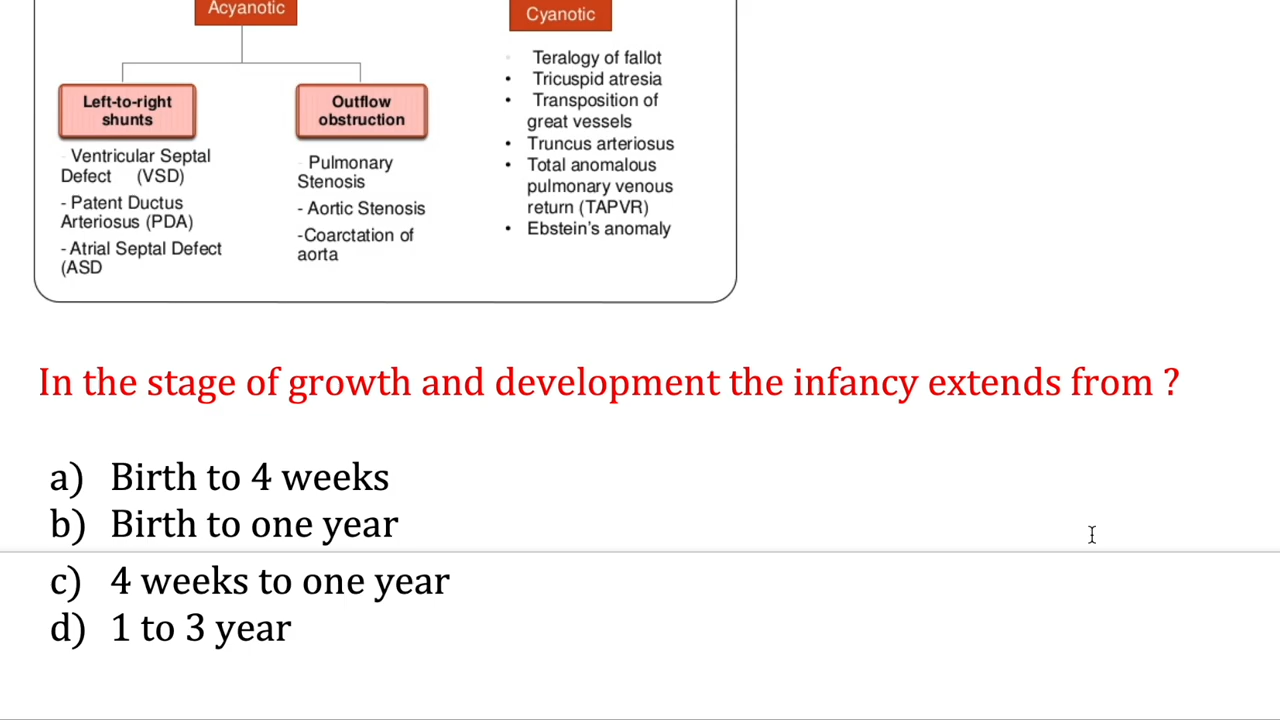 Acyanotic
Cyanotic
Left-to-right
shunts
Outflow
obstruction
- Ventricular Septal
Defect (VSD)
- Patent Ductus
Arteriosus (PDA)
- Atrial Septal Defect
(ASD
- Pulmonary
Stenosis
- Aortic Stenosis
-Coarctation of
aorta
• Teralogy of fallot
• Tricuspid atresia
• Transposition of
great vessels
• Truncus arteriosus
• Total anomalous
pulmonary venous
return (TAPVR)
• Ebstein's anomaly
In the stage of growth and development the infancy extends from ?
a) Birth to 4 weeks
b) Birth to one year
c) 4 weeks to one year
d) 1 to 3 year